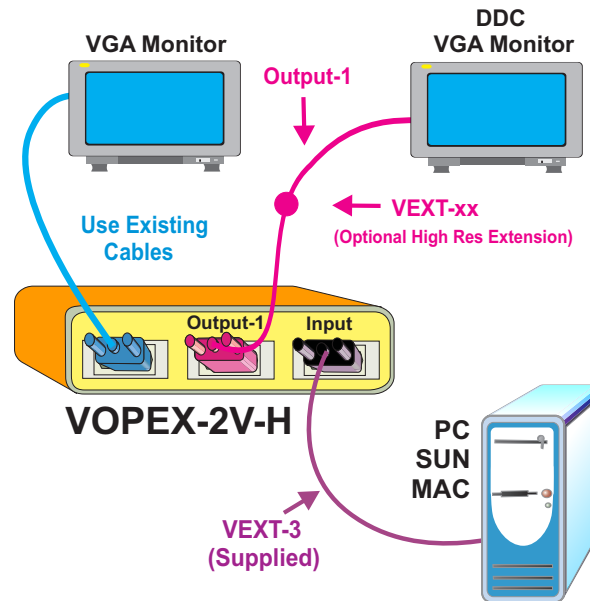 VGA Monitor
DDC
VGA Monitor
Output-1
VEXT-xx
(Optional High Res Extension)
Use Existing
Cables
Output-1
Input
VOPEX-2V-H
PC
SUN
MAC
VEXT-3
(Supplied)